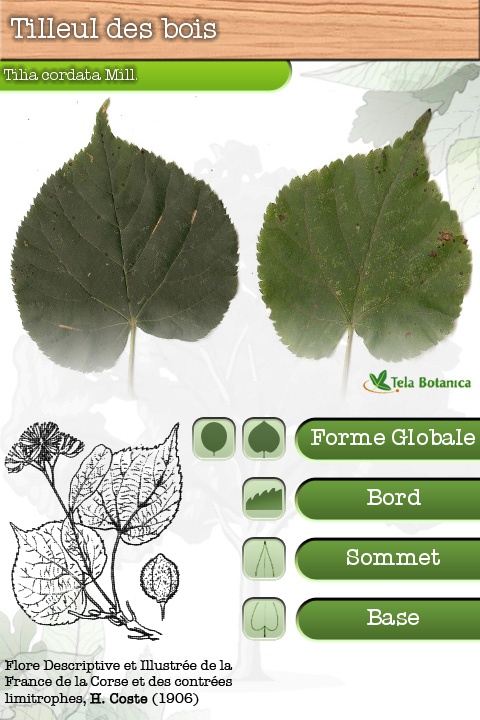 Tilleul des bois
Tilia cordata Mill.
Tela Botanica
Forme Globale
Bord
Sommet
Base
Flore Descriptive et Illustrée de la
France de la Corse et des contrées
limitrophes, H. Coste (1906)